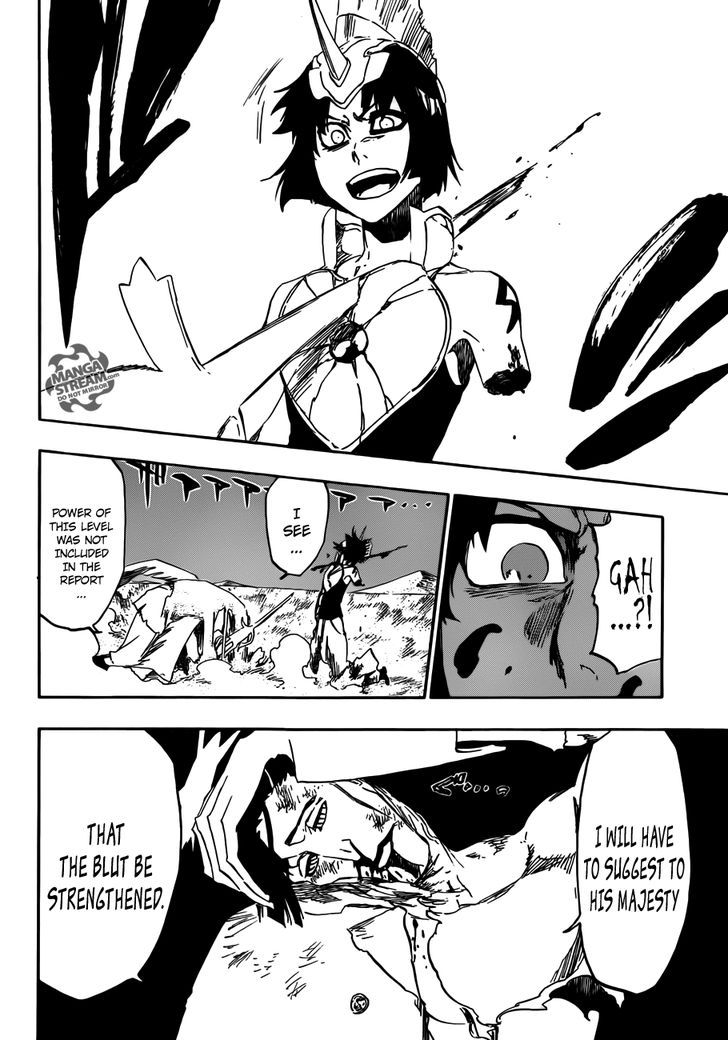 MANGA
STREAM.com
DO NOT MIRROR
GAH
...?!
I
SEE
...
POWER OF
THIS LEVEL
WAS NOT
INCLUDED
IN THE
REPORT
...
I WILL HAVE
TO SUGGEST TO
HIS MAJESTY
THAT
THE BLUT BE
STRENGTHENED.